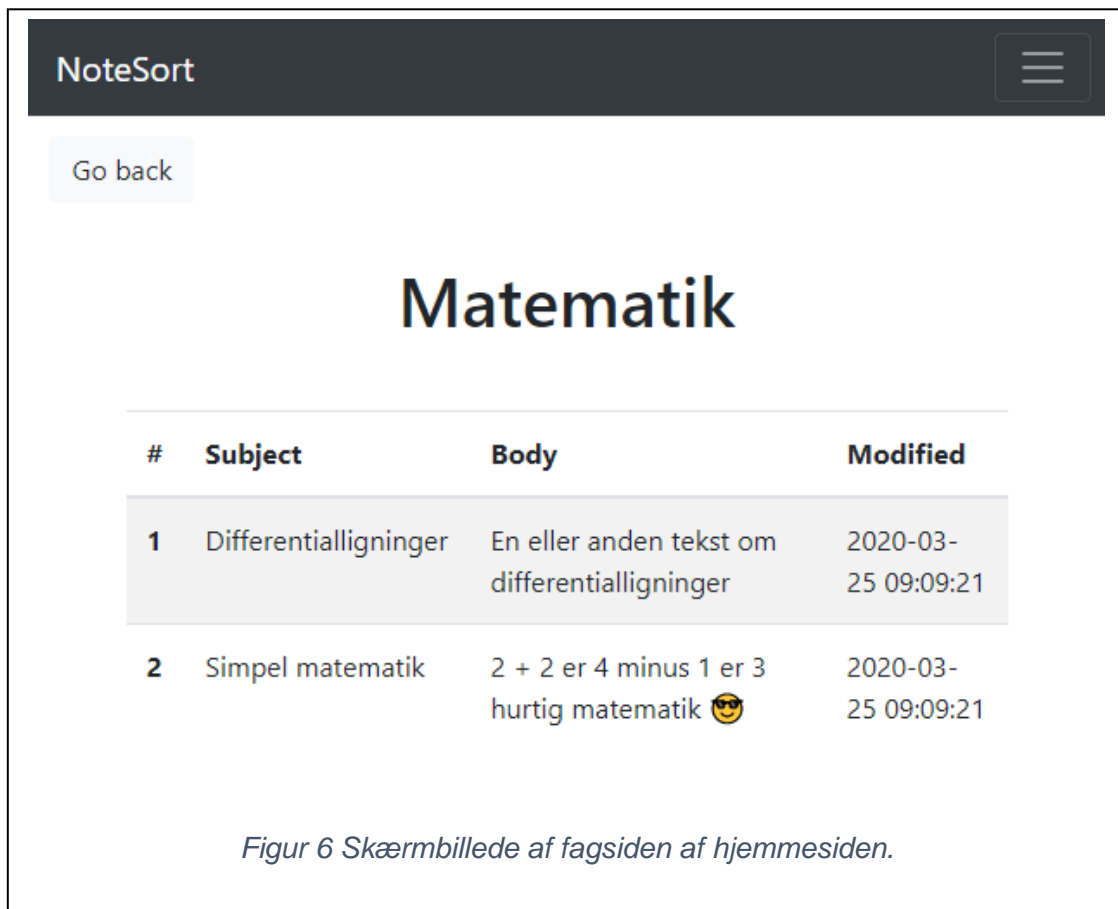 NoteSort
Go back
Matematik
# Subject Body Modified
1 Differentialligninger En eller anden tekst om 2020-03-
differentialligninger 25 09:09:21
2 Simpel matematik 2 + 2 er 4 minus 1 er 3 2020-03-
hurtig matematik 😎 25 09:09:21
Figur 6 Skærmbillede af fagsiden af hjemmesiden.